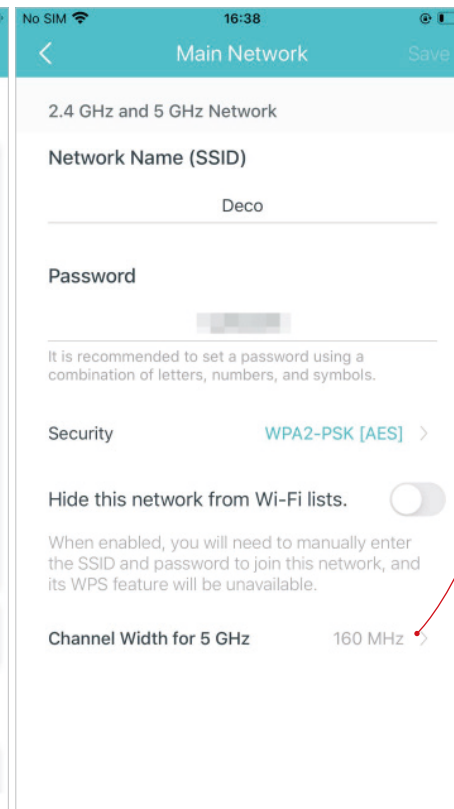 No SIM 16:38
Main Network Save
2.4 GHz and 5 GHz Network
Network Name (SSID)
Deco
Password
It is recommended to set a password using a
combination of letters, numbers, and symbols.
Security WPA2-PSK [AES]
Hide this network from Wi-Fi lists.
When enabled, you will need to manually enter
the SSID and password to join this network, and
its WPS feature will be unavailable.
Channel Width for 5 GHz 160 MHz